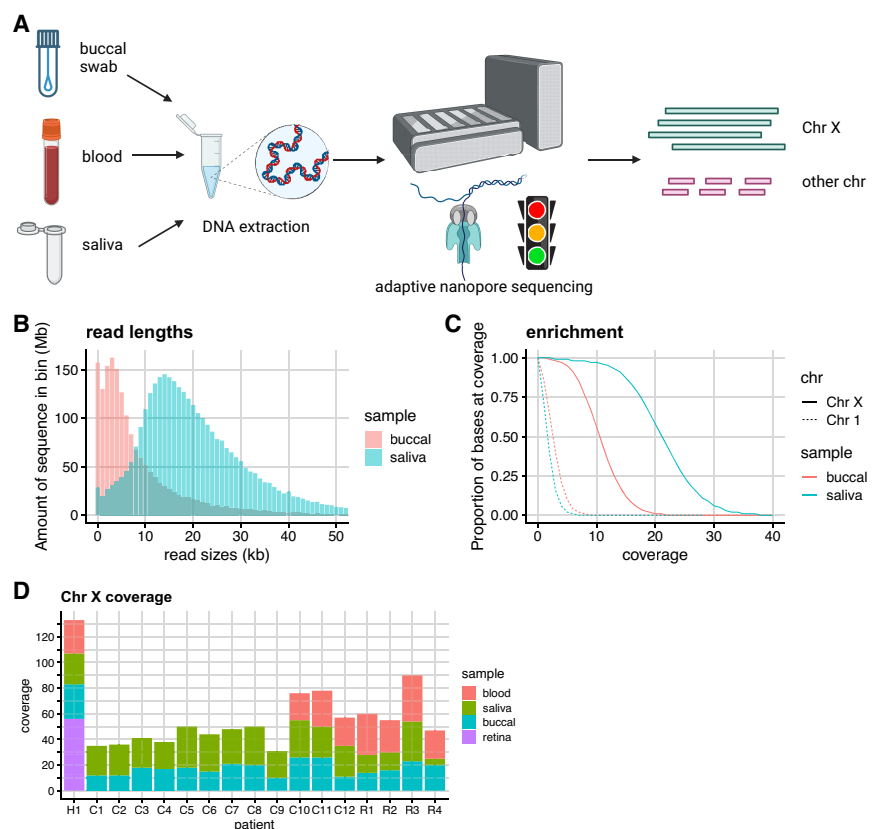 A
buccal
swab
blood
saliva
DNA extraction
adaptive nanopore sequencing
Chr X
other chr
B
read lengths
Amount of sequence in bin (Mb)
150
100
50
0
0 10 20 30 40 50
read sizes (kb)
sample
buccal
saliva
C
enrichment
Proportion of bases at coverage
1.00
0.75
0.50
0.25
0.00
0 10 20 30 40
coverage
chr
Chr X
Chr 1
sample
buccal
saliva
D
Chr X coverage
coverage
120
100
80
60
40
20
0
H1 C1 C2 C3 C4 C5 C6 C7 C8 C9 C10 C11 C12 R1 R2 R3 R4
patient
sample
blood
saliva
buccal
retina